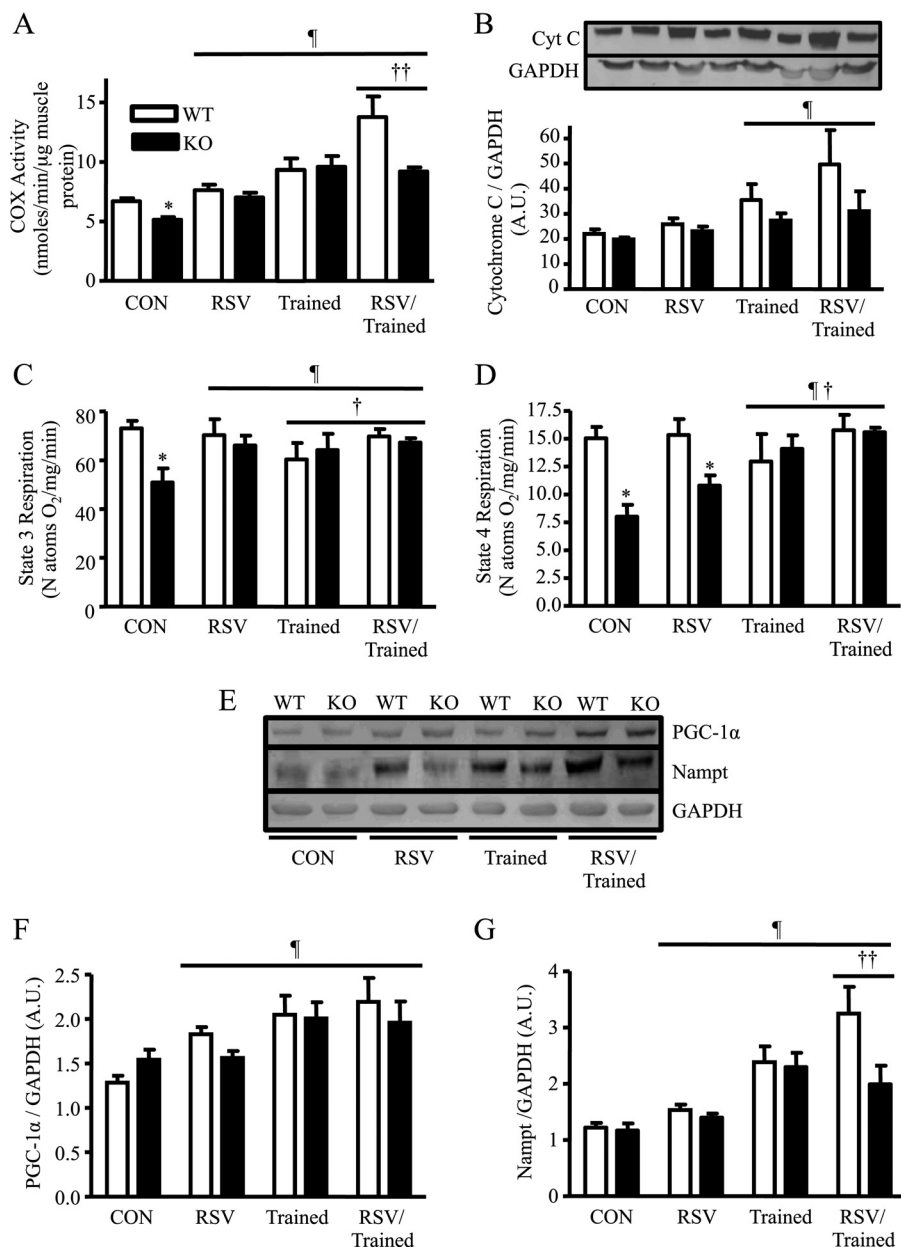 A
¶
††
COX Activity
(nmoles/min/µg muscle
protein)
15
10
5
0
WT
KO
*
CON
RSV
Trained
RSV/
Trained
B
Cyt C
GAPDH
¶
Cytochrome C / GAPDH
(A.U.)
60
50
40
30
20
10
0
CON
RSV
Trained
RSV/
Trained
C
¶
†
State 3 Respiration
(N atoms O₂/mg/min)
80
60
40
20
0
*
CON
RSV
Trained
RSV/
Trained
D
¶ †
State 4 Respiration
(N atoms O₂/mg/min)
17.5
15.0
12.5
10.0
7.5
5.0
2.5
0.0
*
*
CON
RSV
Trained
RSV/
Trained
E
WT KO WT KO WT KO WT KO
PGC-1α
Nampt
GAPDH
CON
RSV
Trained
RSV/
Trained
F
¶
PGC-1α / GAPDH (A.U.)
2.5
2.0
1.5
1.0
0.5
0.0
CON
RSV
Trained
RSV/
Trained
G
¶
††
Nampt /GAPDH (A.U.)
4
3
2
1
0
CON
RSV
Trained
RSV/
Trained